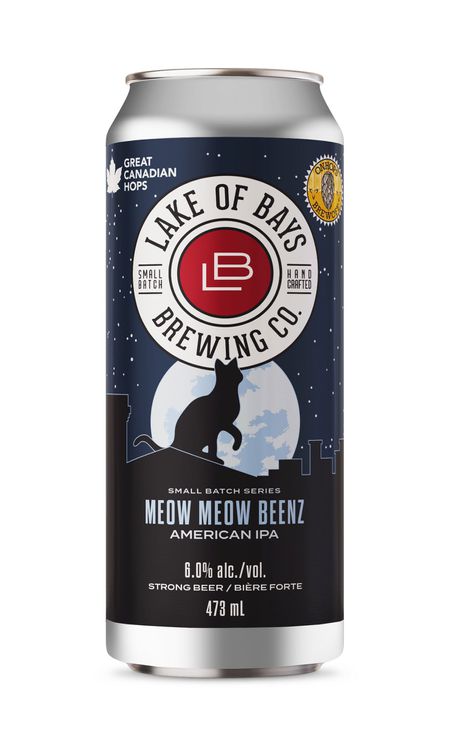 GREAT
CANADIAN
HOPS
LAKE OF BAYS
SMALL
BATCH
LB
HAND
CRAFTED
BREWING CO.
SMALL BATCH SERIES
MEOW MEOW BEENZ
AMERICAN IPA
6.0% alc./vol.
STRONG BEER / BIÈRE FORTE
473 mL